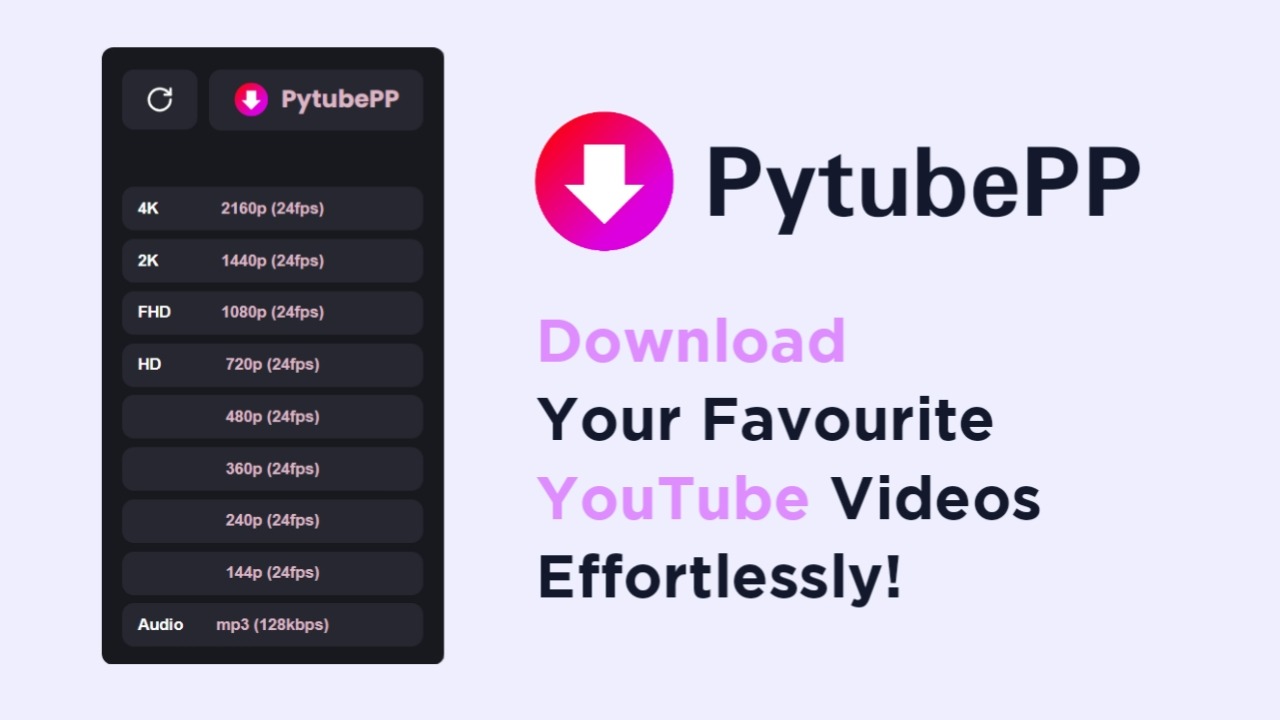 PytubePP
4K 2160p (24fps)
2K 1440p (24fps)
FHD 1080p (24fps)
HD 720p (24fps)
480p (24fps)
360p (24fps)
240p (24fps)
144p (24fps)
Audio mp3 (128kbps)
PytubePP
Download
Your Favourite
YouTube Videos
Effortlessly!